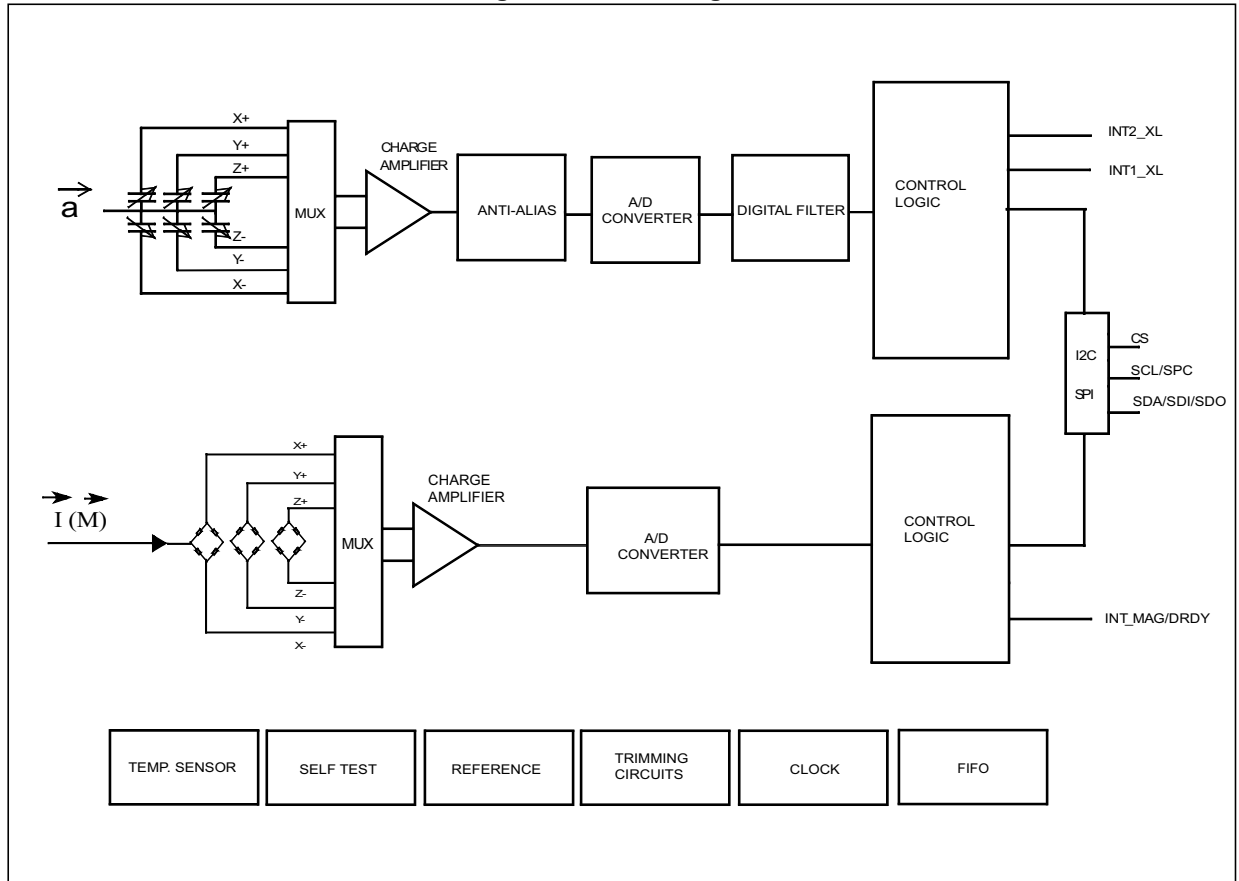 X+
Y+
Z+
a
Z-
Y-
X-
MUX
CHARGE
AMPLIFIER
ANTI-ALIAS
A/D
CONVERTER
DIGITAL FILTER
CONTROL
LOGIC
INT2_XL
INT1_XL
I2C
SPI
CS
SCL/SPC
SDA/SDI/SDO
X+
Y+
Z+
I (M)
Z-
Y-
X-
MUX
CHARGE
AMPLIFIER
A/D
CONVERTER
CONTROL
LOGIC
INT_MAG/DRDY
TEMP. SENSOR
SELF TEST
REFERENCE
TRIMMING
CIRCUITS
CLOCK
FIFO